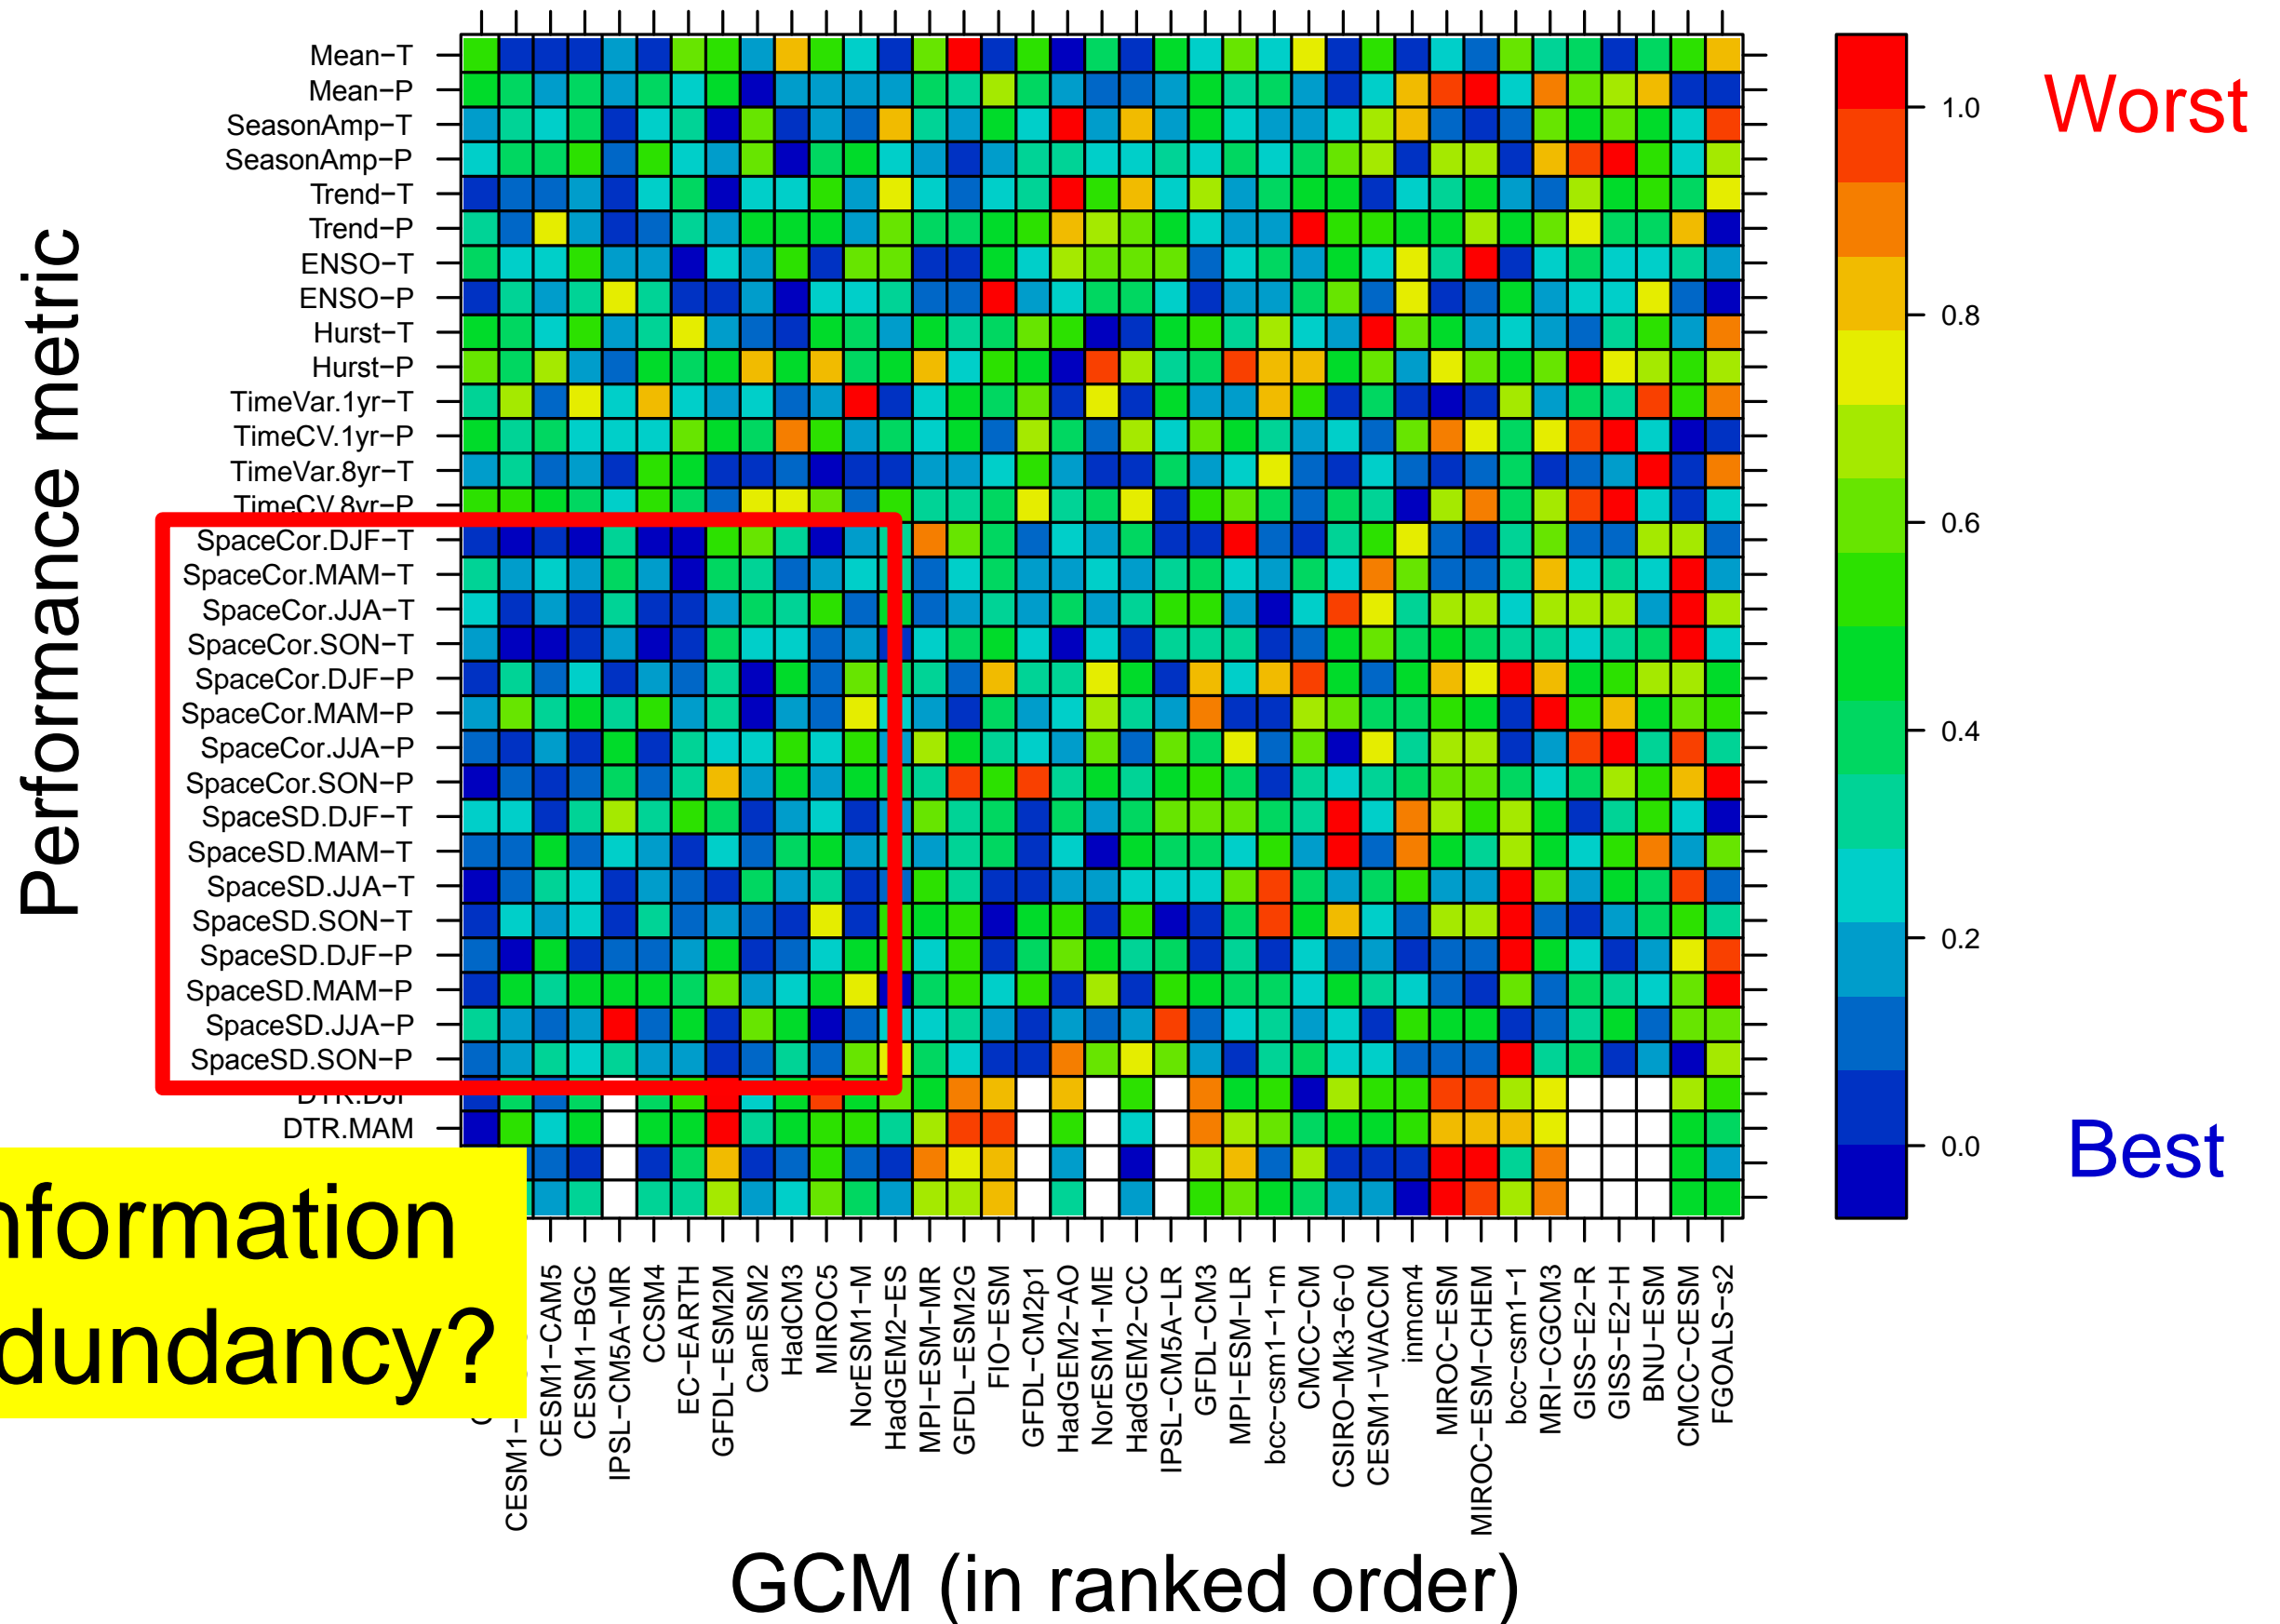 Performance metric
Mean−T
Mean−P
SeasonAmp−T
SeasonAmp−P
Trend−T
Trend−P
ENSO−T
ENSO−P
Hurst−T
Hurst−P
TimeVar.1yr−T
TimeCV.1yr−P
TimeVar.8yr−T
TimeCV.8yr−P
SpaceCor.DJF−T
SpaceCor.MAM−T
SpaceCor.JJA−T
SpaceCor.SON−T
SpaceCor.DJF−P
SpaceCor.MAM−P
SpaceCor.JJA−P
SpaceCor.SON−P
SpaceSD.DJF−T
SpaceSD.MAM−T
SpaceSD.JJA−T
SpaceSD.SON−T
SpaceSD.DJF−P
SpaceSD.MAM−P
SpaceSD.JJA−P
SpaceSD.SON−P
DTR.DJF
DTR.MAM
nformation
dundancy?
CESM1−
CESM1−CAM5
CESM1−BGC
IPSL−CM5A−MR
CCSM4
EC−EARTH
GFDL−ESM2M
CanESM2
HadCM3
MIROC5
NorESM1−M
HadGEM2−ES
MPI−ESM−MR
GFDL−ESM2G
FIO−ESM
GFDL−CM2p1
HadGEM2−AO
NorESM1−ME
HadGEM2−CC
IPSL−CM5A−LR
GFDL−CM3
MPI−ESM−LR
bcc−csm1−1−m
CMCC−CM
CSIRO−Mk3−6−0
CESM1−WACCM
inmcm4
MIROC−ESM
MIROC−ESM−CHEM
bcc−csm1−1
MRI−CGCM3
GISS−E2−R
GISS−E2−H
BNU−ESM
CMCC−CESM
FGOALS−s2
GCM (in ranked order)
1.0
0.8
0.6
0.4
0.2
0.0
Worst
Best